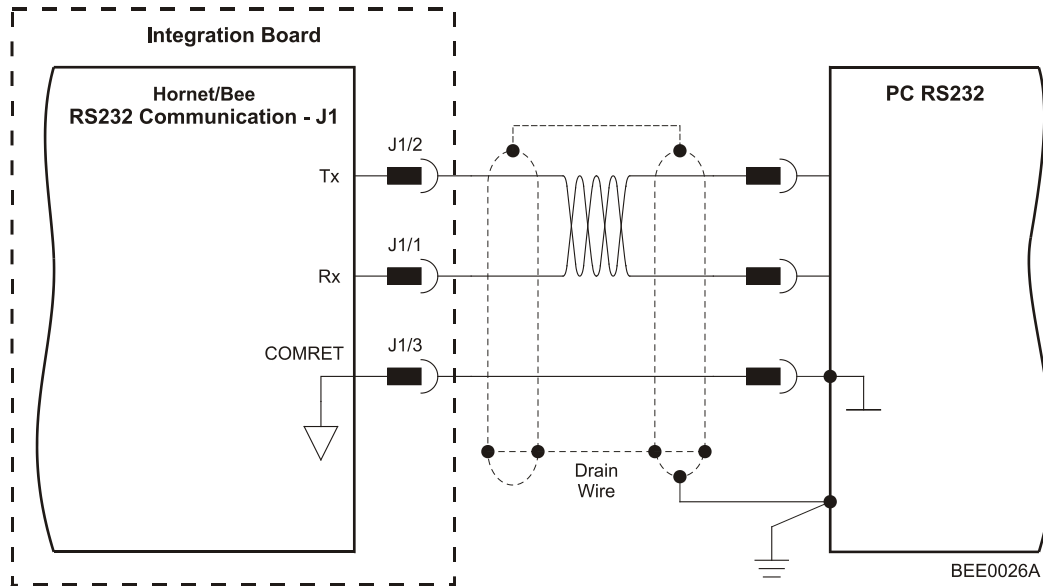 Integration Board
Hornet/Bee
RS232 Communication - J1
PC RS232
J1/2
Tx
J1/1
Rx
J1/3
COMRET
Drain
Wire
BEE0026A